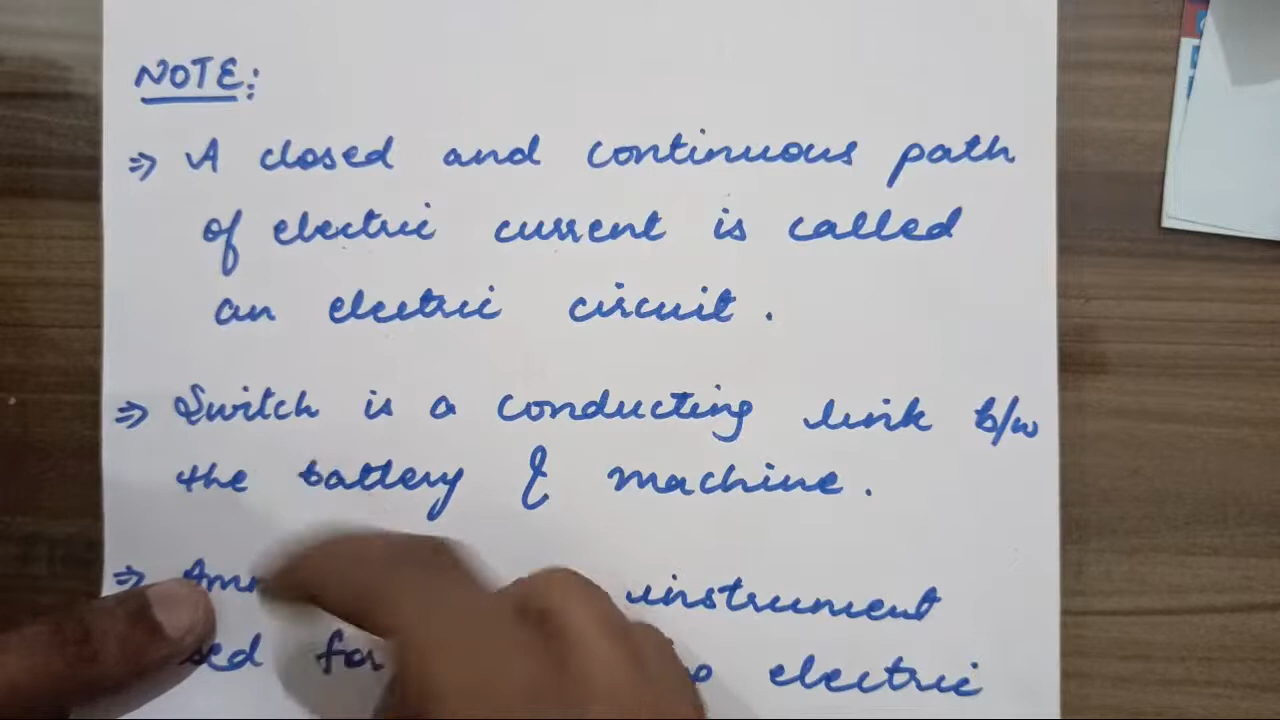 NOTE:
⇒ A closed and continuous path
of electric current is called
an electric circuit.
⇒ Switch is a conducting link b/w
the battery & machine.
⇒ instrument
for electric